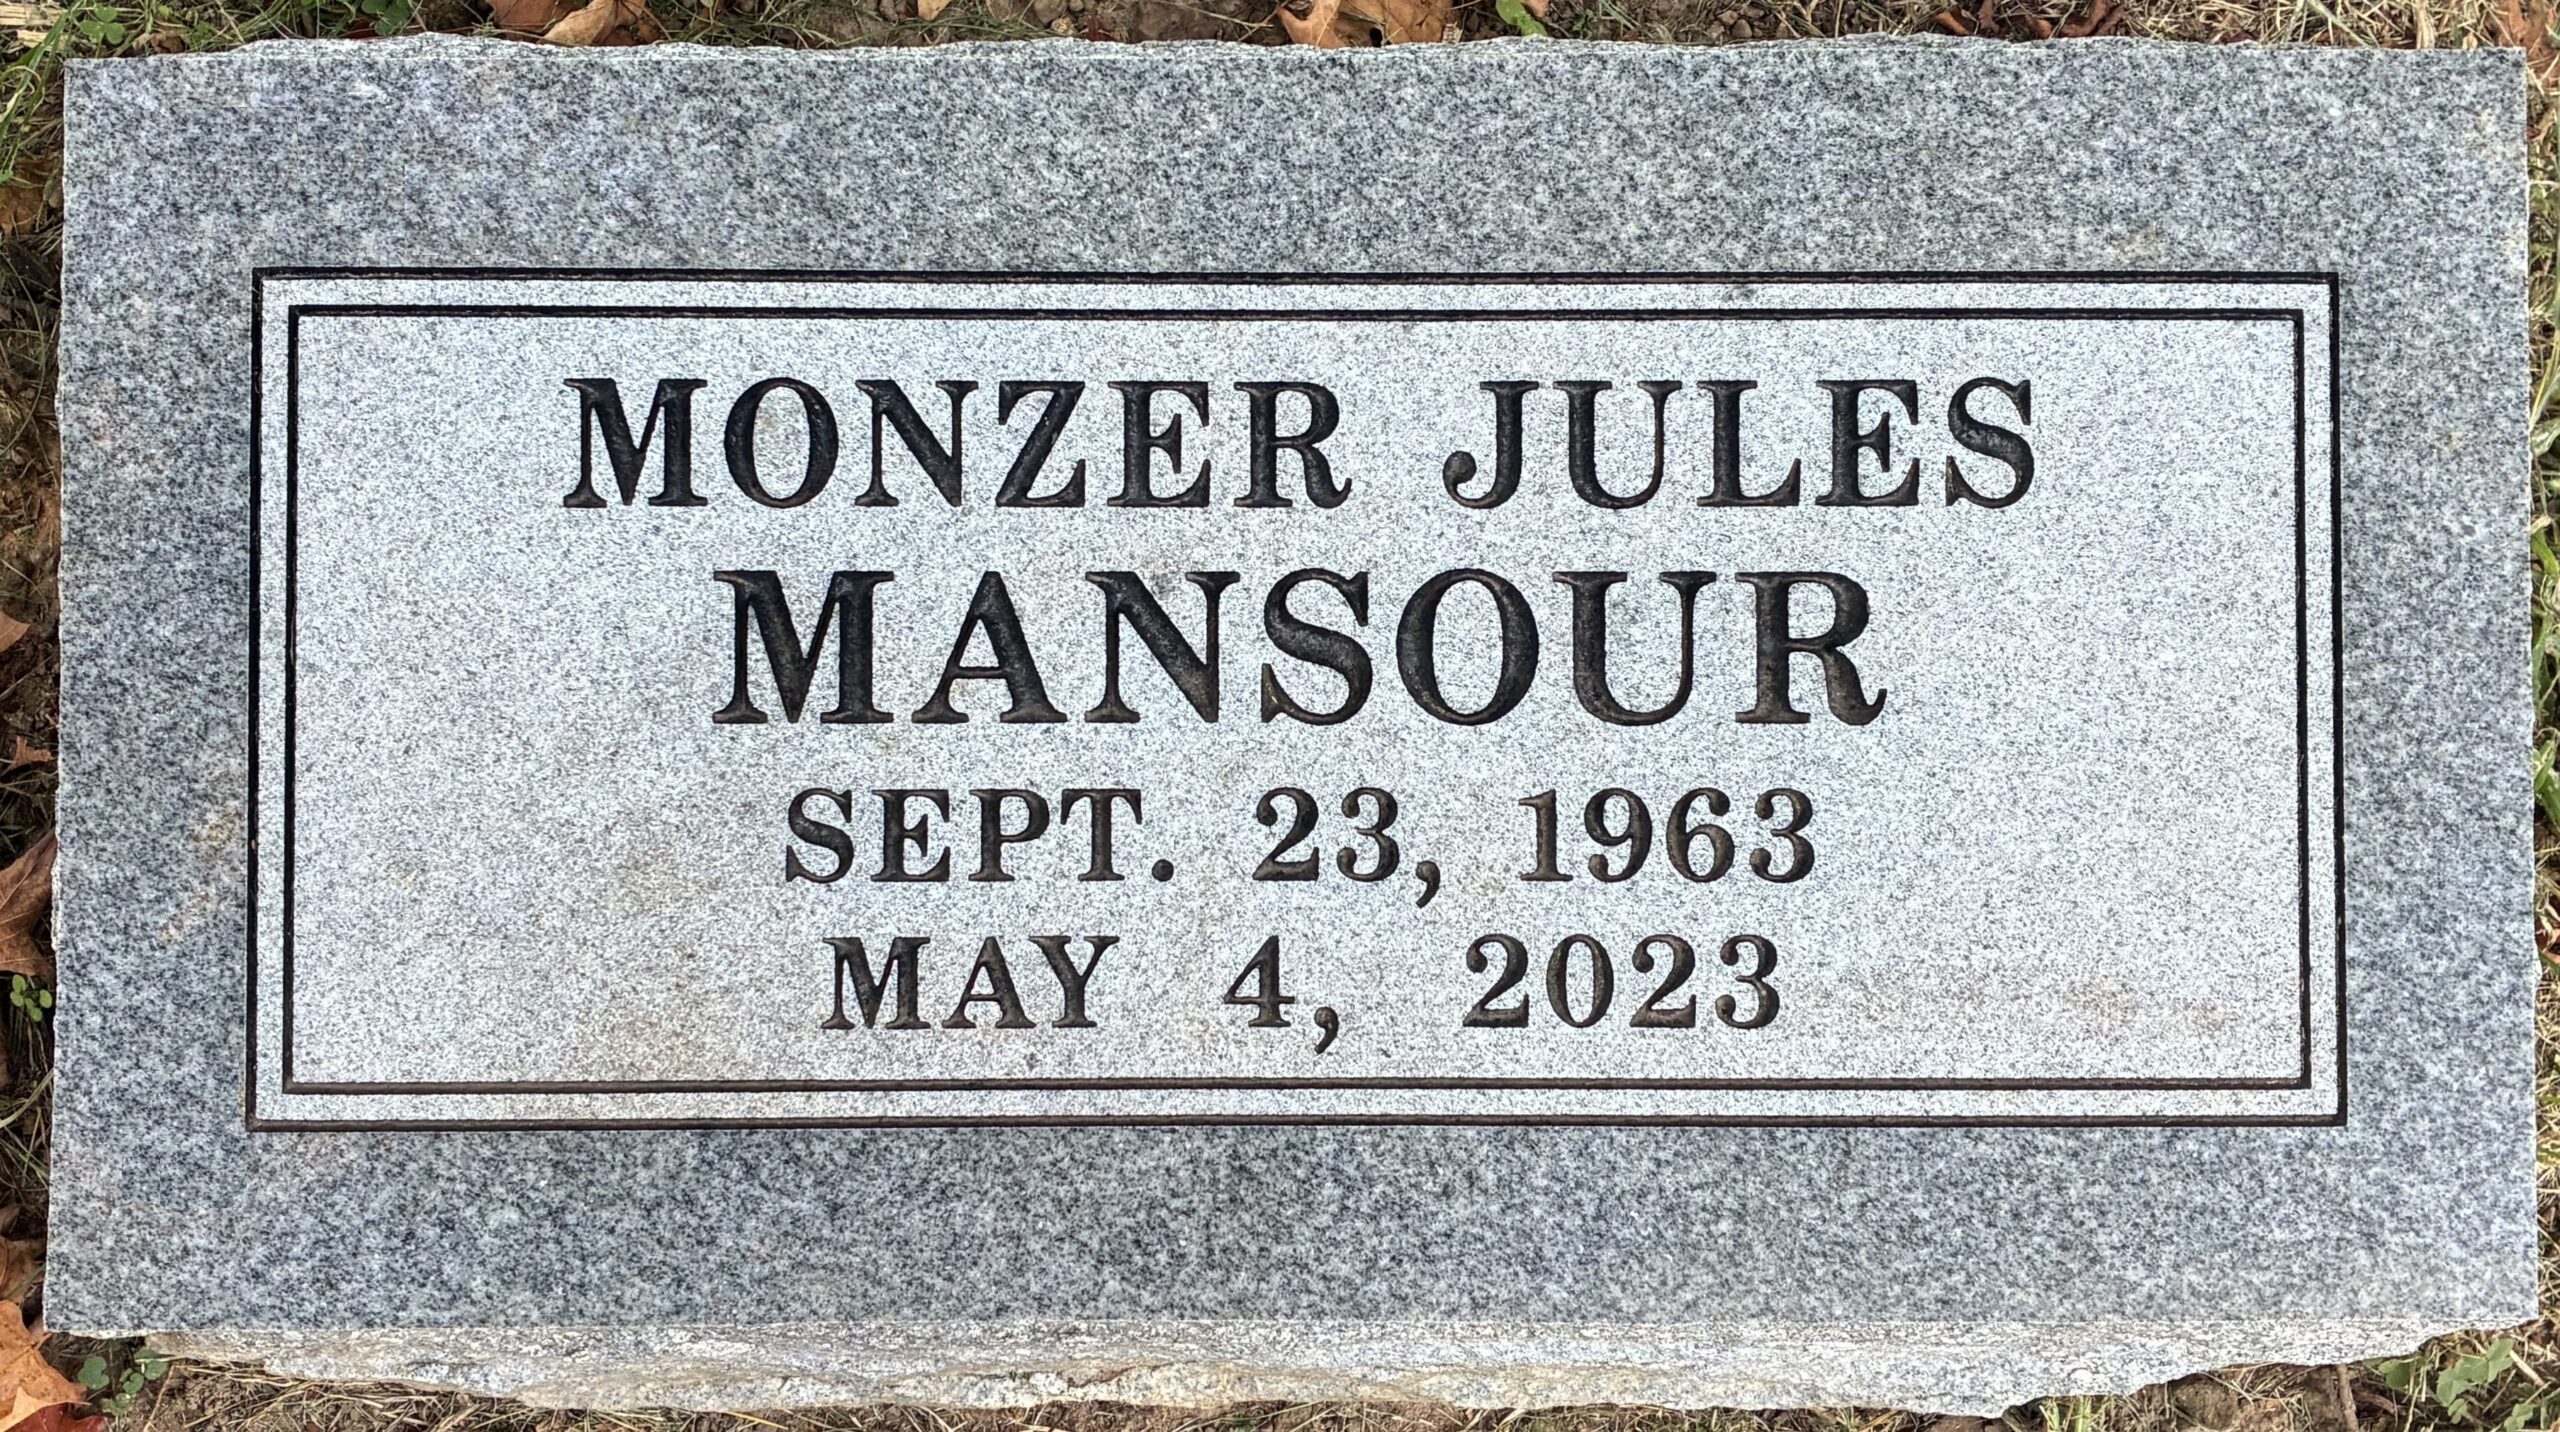 MONZER JULES
MANSOUR
SEPT. 23, 1963
MAY 4, 2023